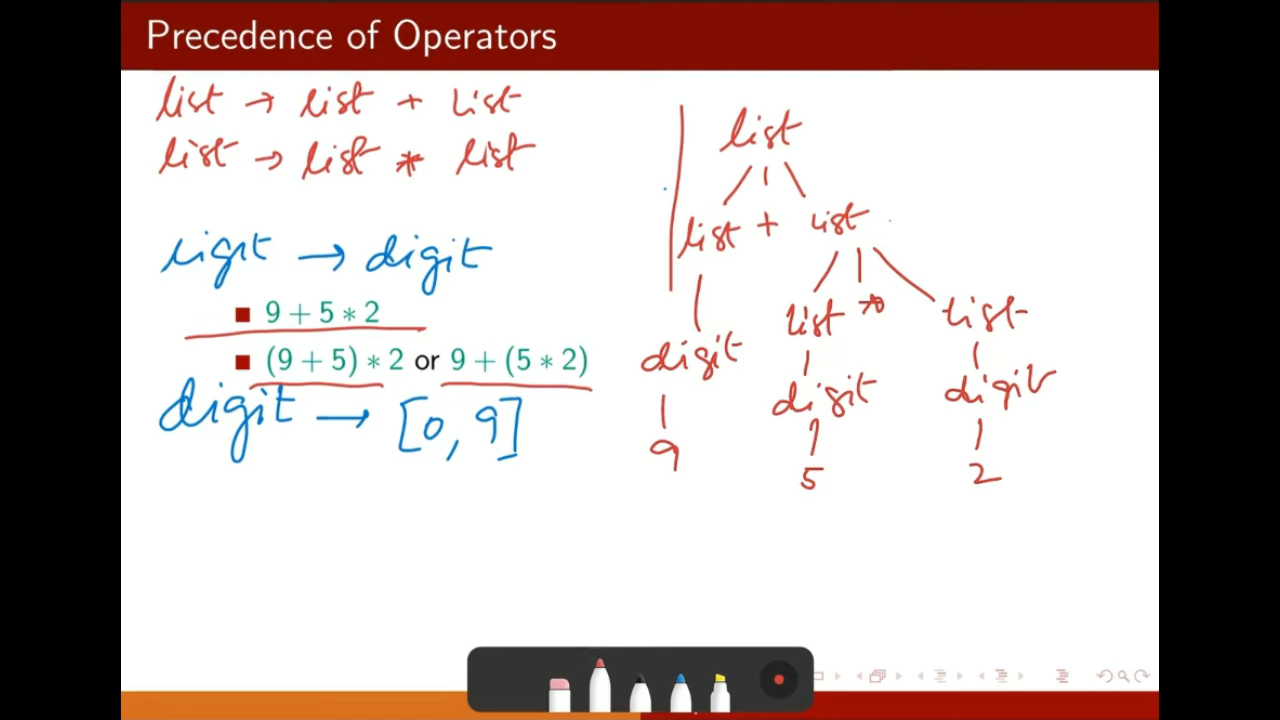 Precedence of Operators
list → list + list
list → list * list
ligit → digit
9 + 5 * 2
(9 + 5) * 2 or 9 + (5 * 2)
digit → [0, 9]
list
list + list
list * list
digit digit digit
9 5 2